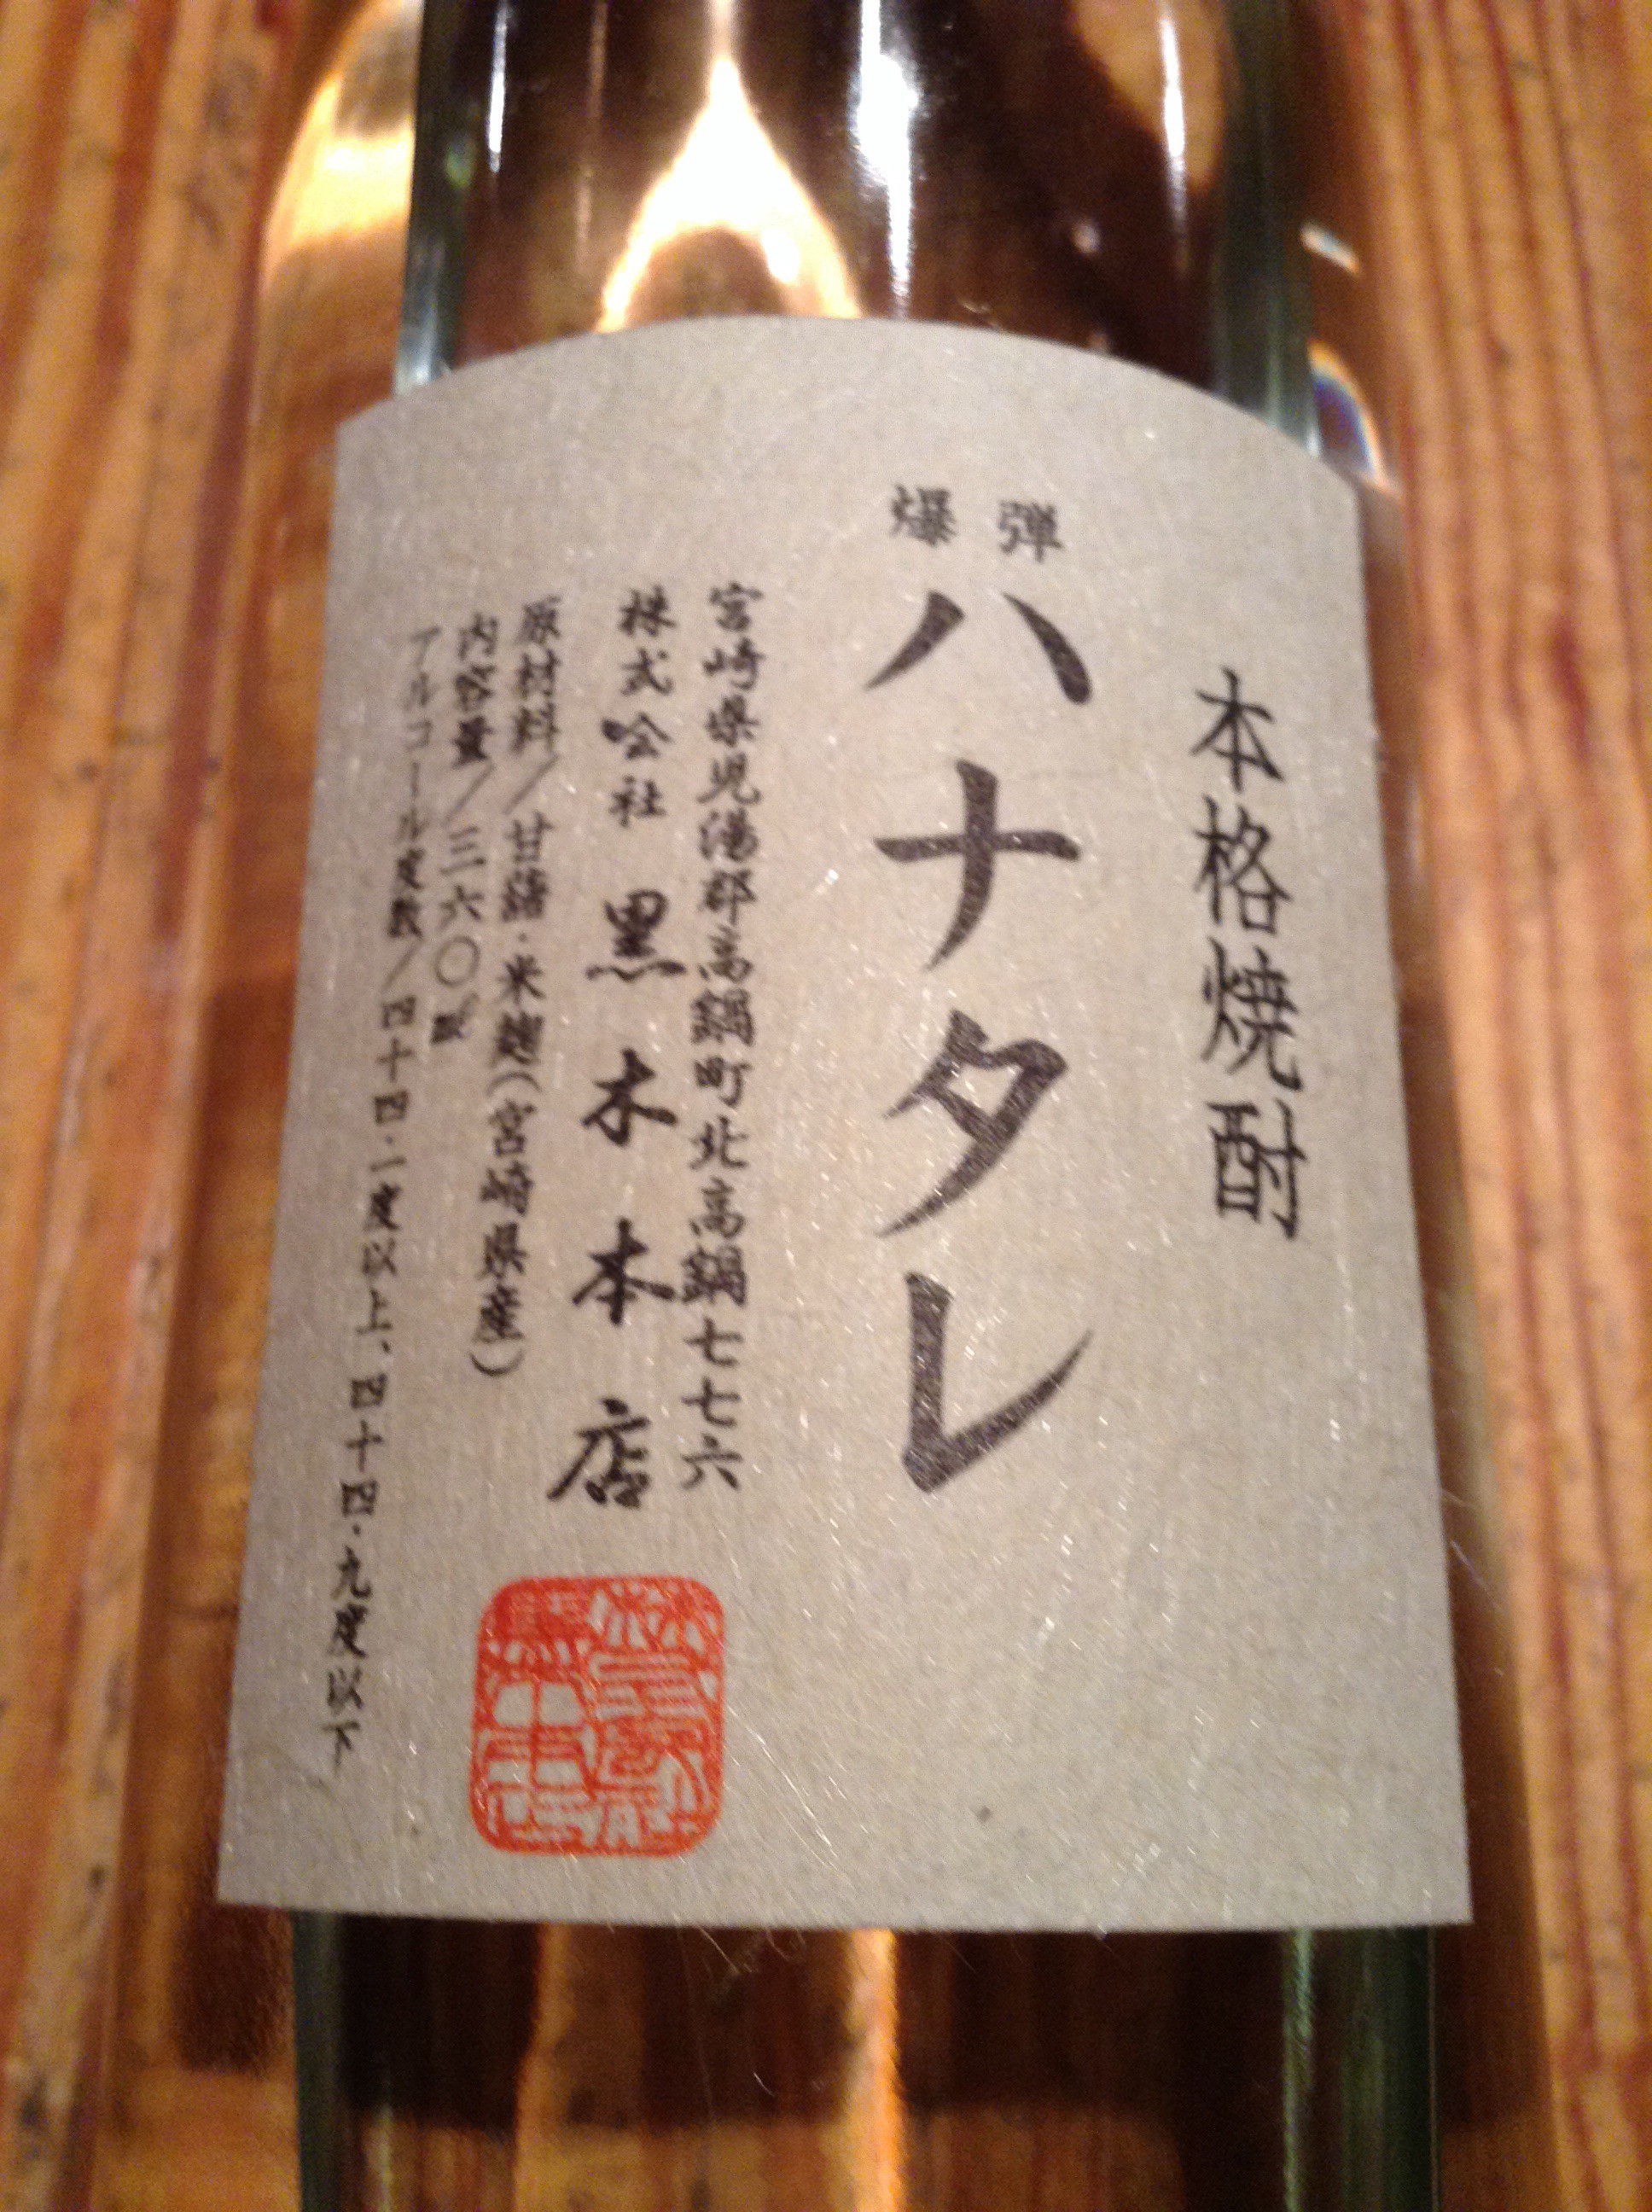 本格焼酎
爆弾
ハナタレ
宮崎県児湯郡高鍋町北高鍋七七六
株式会社 黒木本店
原材料/甘藷・米麹(宮崎県産)
内容量/三六〇㎖
アルコール度数/四十四・一度以上、四十四・九度以下